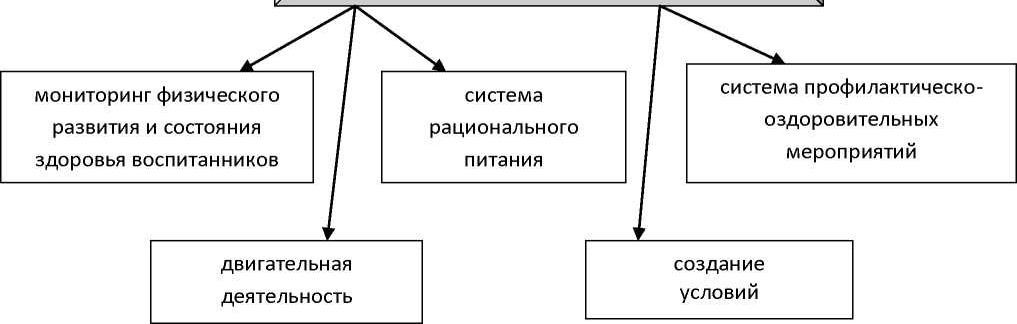 мониторинг физического
развития и состояния
здоровья воспитанников
система
рационального
питания
система профилактическо-
оздоровительных
мероприятий
двигательная
деятельность
создание
условий